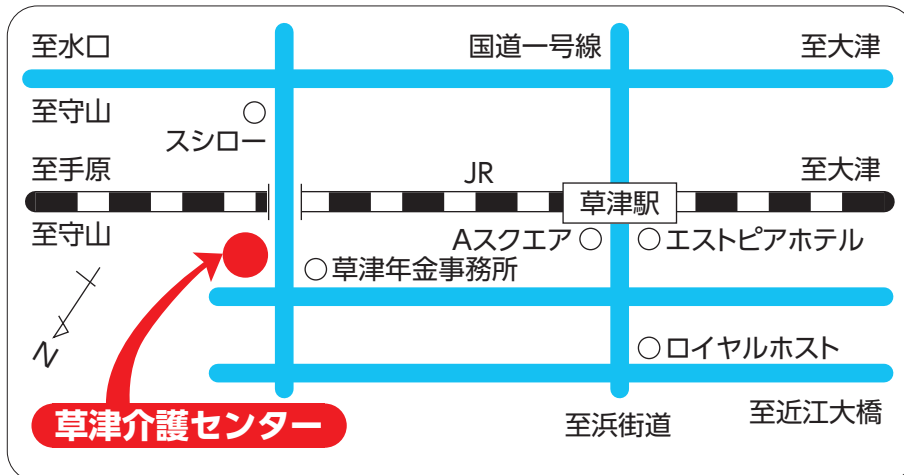 至水口
国道一号線
至大津
至守山
スシロー
至手原
JR
至大津
草津駅
至守山
Aスクエア
エストピアホテル
草津年金事務所
N
ロイヤルホスト
草津介護センター
至浜街道
至近江大橋